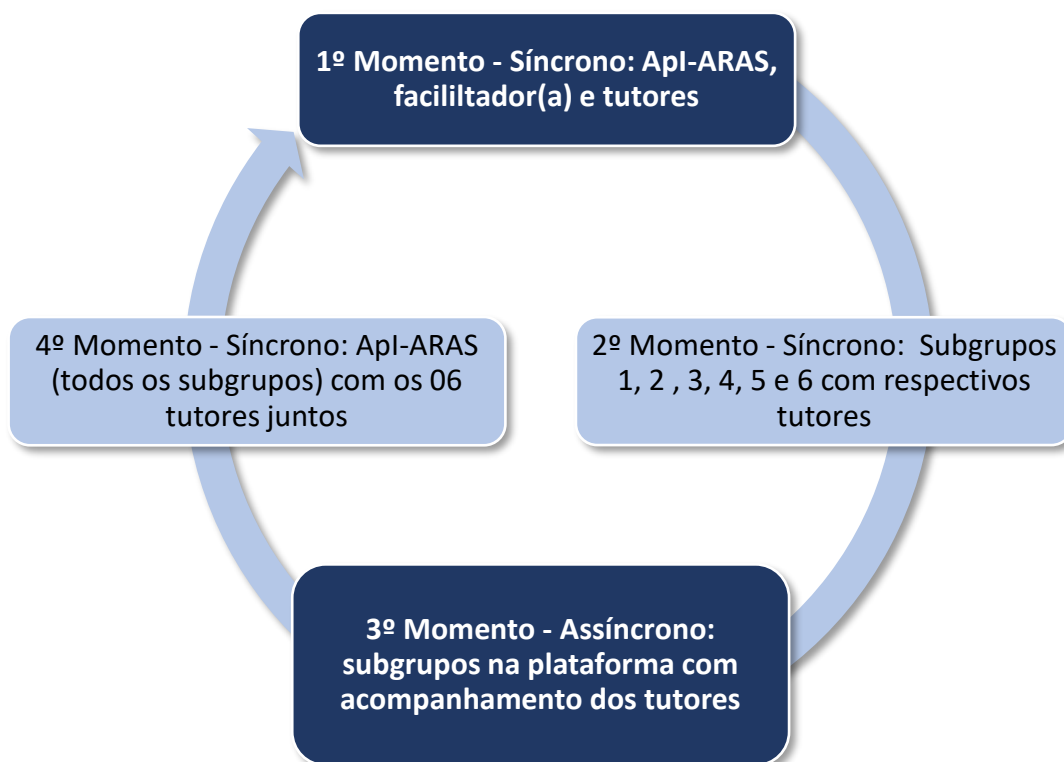 1º Momento - Síncrono: ApI-ARAS,
facililtador(a) e tutores
2º Momento - Síncrono:  Subgrupos
1, 2 , 3, 4, 5 e 6 com respectivos
tutores
3º Momento - Assíncrono:
subgrupos na plataforma com
acompanhamento dos tutores
4º Momento - Síncrono: ApI-ARAS
(todos os subgrupos) com os 06
tutores juntos